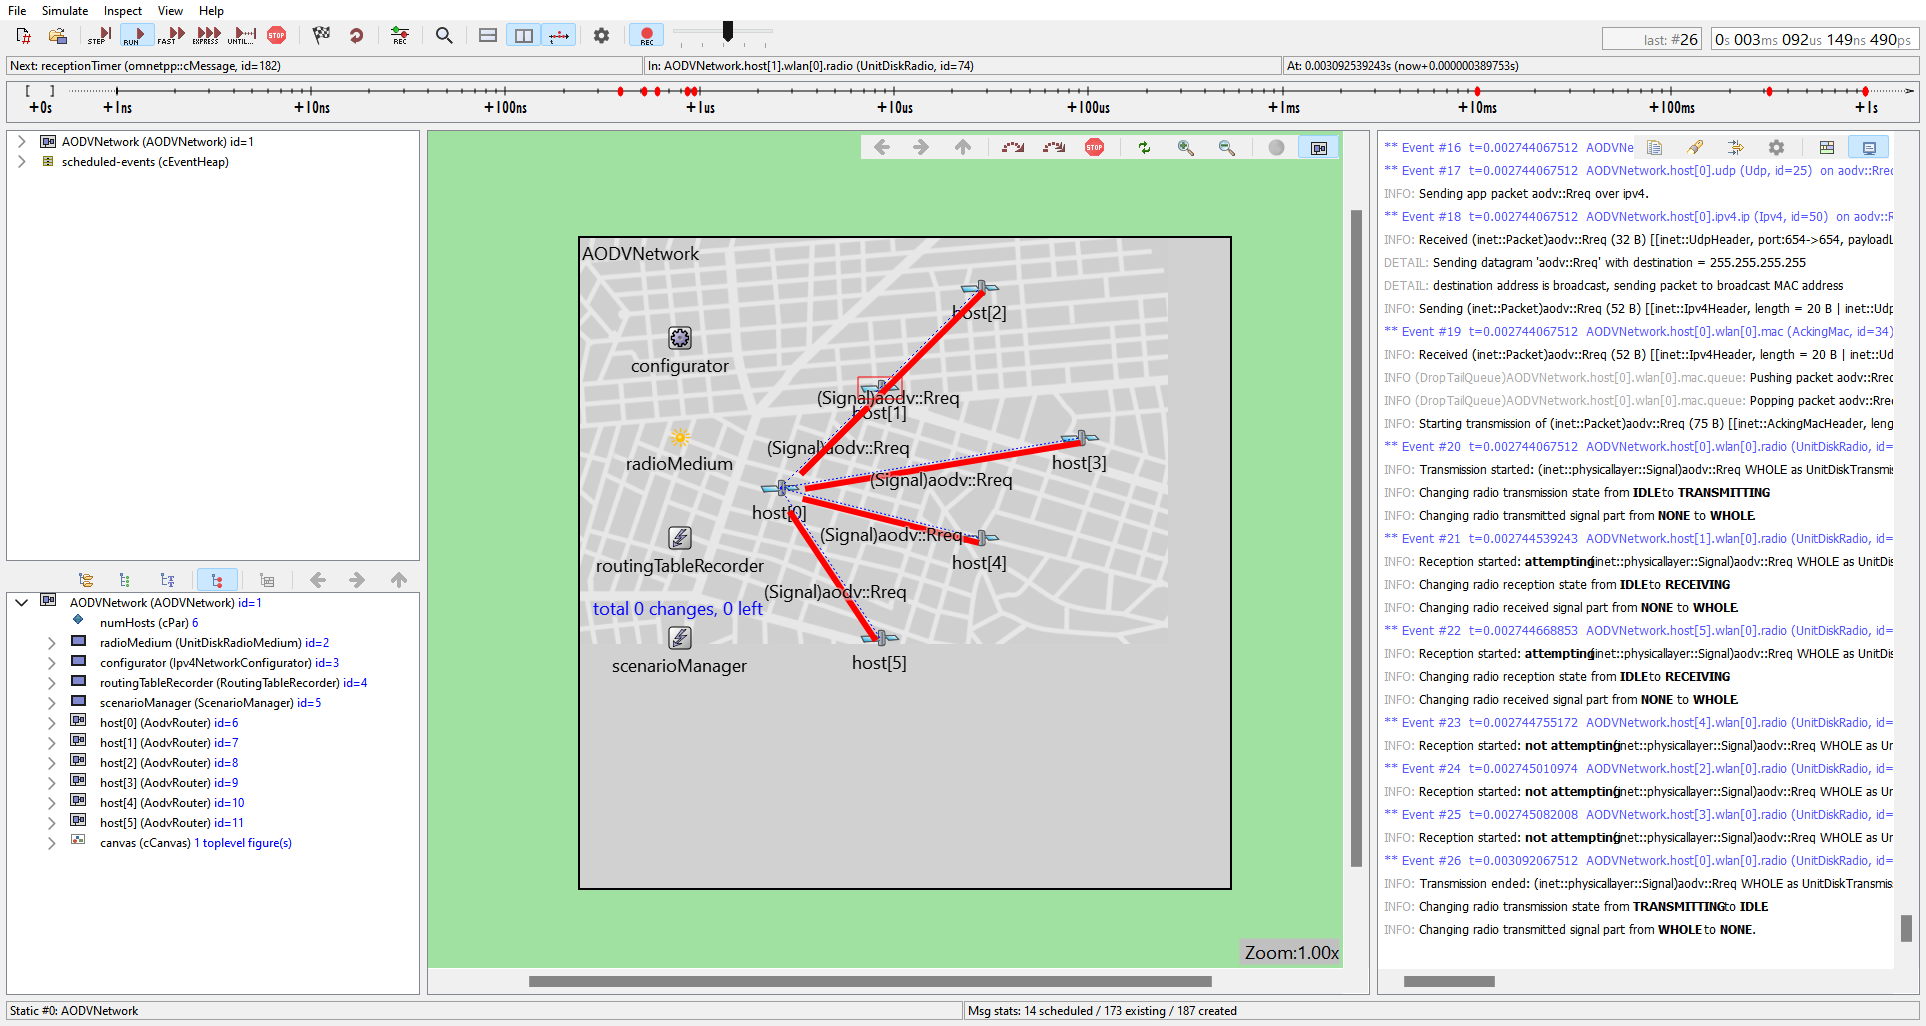 File Simulate Inspect View Help
STEP RUN FAST EXPRESS UNTIL... STOP REC REC
last: #26 0s 003ms 092us 149ns 490ps
Next: receptionTimer (omnetpp::cMessage, id=182) In: AODVNetwork.host[1].wlan[0].radio (UnitDiskRadio, id=74) At: 0.003092539243s (now+0.000000389753s)
+0s +1ns +10ns +100ns +1us +10us +100us +1ms +10ms +100ms +1s
AODVNetwork (AODVNetwork) id=1
scheduled-events (cEventHeap)
AODVNetwork (AODVNetwork) id=1
numHosts (cPar) 6
radioMedium (UnitDiskRadioMedium) id=2
configurator (Ipv4NetworkConfigurator) id=3
routingTableRecorder (RoutingTableRecorder) id=4
scenarioManager (ScenarioManager) id=5
host[0] (AodvRouter) id=6
host[1] (AodvRouter) id=7
host[2] (AodvRouter) id=8
host[3] (AodvRouter) id=9
host[4] (AodvRouter) id=10
host[5] (AodvRouter) id=11
canvas (cCanvas) 1 toplevel figure(s)
STOP
AODVNetwork
host[2]
configurator
(Signal)aodv::Rreq
host[1]
(Signal)aodv::Rreq
radioMedium
host[3]
(Signal)aodv::Rreq
host[0]
(Signal)aodv::Rreq
host[4]
routingTableRecorder
(Signal)aodv::Rreq
total 0 changes, 0 left
host[5]
scenarioManager
Zoom:1.00x
** Event #16 t=0.002744067512 AODVNe
** Event #17 t=0.002744067512 AODVNetwork.host[0].udp (Udp, id=25) on aodv::Rreq
INFO: Sending app packet aodv::Rreq over ipv4.
** Event #18 t=0.002744067512 AODVNetwork.host[0].ipv4.ip (Ipv4, id=50) on aodv::R
INFO: Received (inet::Packet)aodv::Rreq (32 B) [[inet::UdpHeader, port:654->654, payloadL
DETAIL: Sending datagram 'aodv::Rreq' with destination = 255.255.255.255
DETAIL: destination address is broadcast, sending packet to broadcast MAC address
INFO: Sending (inet::Packet)aodv::Rreq (52 B) [[inet::Ipv4Header, length = 20 B | inet::Udp
** Event #19 t=0.002744067512 AODVNetwork.host[0].wlan[0].mac (AckingMac, id=34)
INFO: Received (inet::Packet)aodv::Rreq (52 B) [[inet::Ipv4Header, length = 20 B | inet::Ud
INFO (DropTailQueue)AODVNetwork.host[0].wlan[0].mac.queue: Pushing packet aodv::Rreq
INFO (DropTailQueue)AODVNetwork.host[0].wlan[0].mac.queue: Popping packet aodv::Rreq
INFO: Starting transmission of (inet::Packet)aodv::Rreq (75 B) [[inet::AckingMacHeader, leng
** Event #20 t=0.002744067512 AODVNetwork.host[0].wlan[0].radio (UnitDiskRadio, id=
INFO: Transmission started: (inet::physicallayer::Signal)aodv::Rreq WHOLE as UnitDiskTransmis
INFO: Changing radio transmission state from IDLE to TRANSMITTING
INFO: Changing radio transmitted signal part from NONE to WHOLE.
** Event #21 t=0.002744539243 AODVNetwork.host[1].wlan[0].radio (UnitDiskRadio, id=
INFO: Reception started: attempting (inet::physicallayer::Signal)aodv::Rreq WHOLE as UnitDis
INFO: Changing radio reception state from IDLE to RECEIVING
INFO: Changing radio received signal part from NONE to WHOLE.
** Event #22 t=0.002744668853 AODVNetwork.host[5].wlan[0].radio (UnitDiskRadio, id=
INFO: Reception started: attempting (inet::physicallayer::Signal)aodv::Rreq WHOLE as UnitDis
INFO: Changing radio reception state from IDLE to RECEIVING
INFO: Changing radio received signal part from NONE to WHOLE.
** Event #23 t=0.002744755172 AODVNetwork.host[4].wlan[0].radio (UnitDiskRadio, id=
INFO: Reception started: not attempting (inet::physicallayer::Signal)aodv::Rreq WHOLE as Un
** Event #24 t=0.002745010974 AODVNetwork.host[2].wlan[0].radio (UnitDiskRadio, id=
INFO: Reception started: not attempting (inet::physicallayer::Signal)aodv::Rreq WHOLE as Un
** Event #25 t=0.002745082008 AODVNetwork.host[3].wlan[0].radio (UnitDiskRadio, id=
INFO: Reception started: not attempting (inet::physicallayer::Signal)aodv::Rreq WHOLE as Un
** Event #26 t=0.003092067512 AODVNetwork.host[0].wlan[0].radio (UnitDiskRadio, id=
INFO: Transmission ended: (inet::physicallayer::Signal)aodv::Rreq WHOLE as UnitDiskTransmis
INFO: Changing radio transmission state from TRANSMITTING to IDLE
INFO: Changing radio transmitted signal part from WHOLE to NONE.
Static #0: AODVNetwork Msg stats: 14 scheduled / 173 existing / 187 created